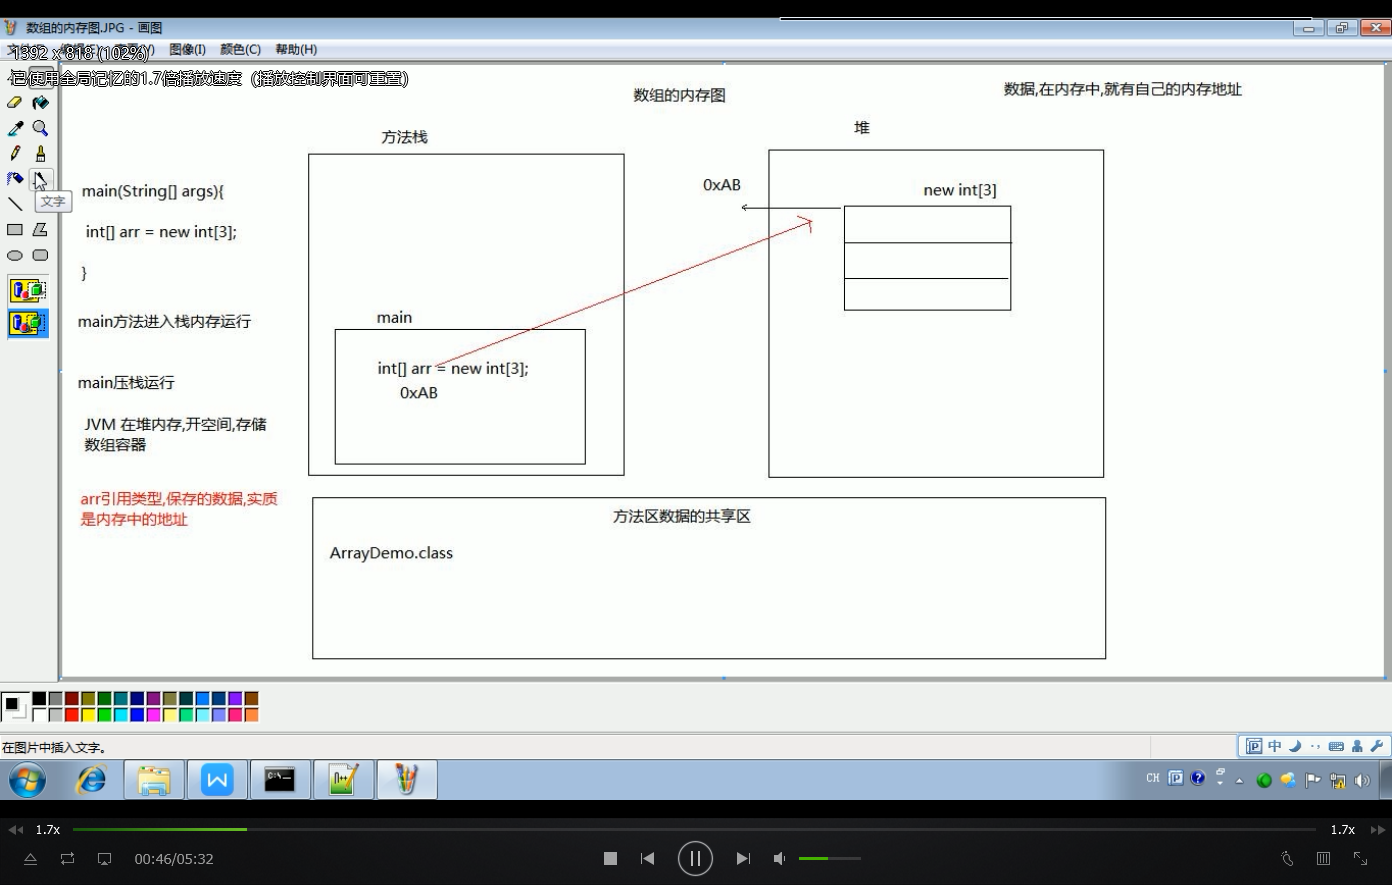 数组的内存图.JPG - 画图
图像(I) 颜色(C) 帮助(H)
1392 x 818 (102%)
已使用全局记忆的1.7倍播放速度 (播放控制界面可重置)
数组的内存图
数据,在内存中,就有自己的内存地址
方法栈
堆
main(String[] args){
int[] arr = new int[3];
}
文字
0xAB
new int[3]
main方法进入栈内存运行
main
int[] arr = new int[3];
0xAB
main压栈运行
JVM 在堆内存,开空间,存储
数组容器
arr引用类型,保存的数据,实质
是内存中的地址
方法区数据的共享区
ArrayDemo.class
在图片中插入文字。
中
CH
1.7x
1.7x
00:46/05:32